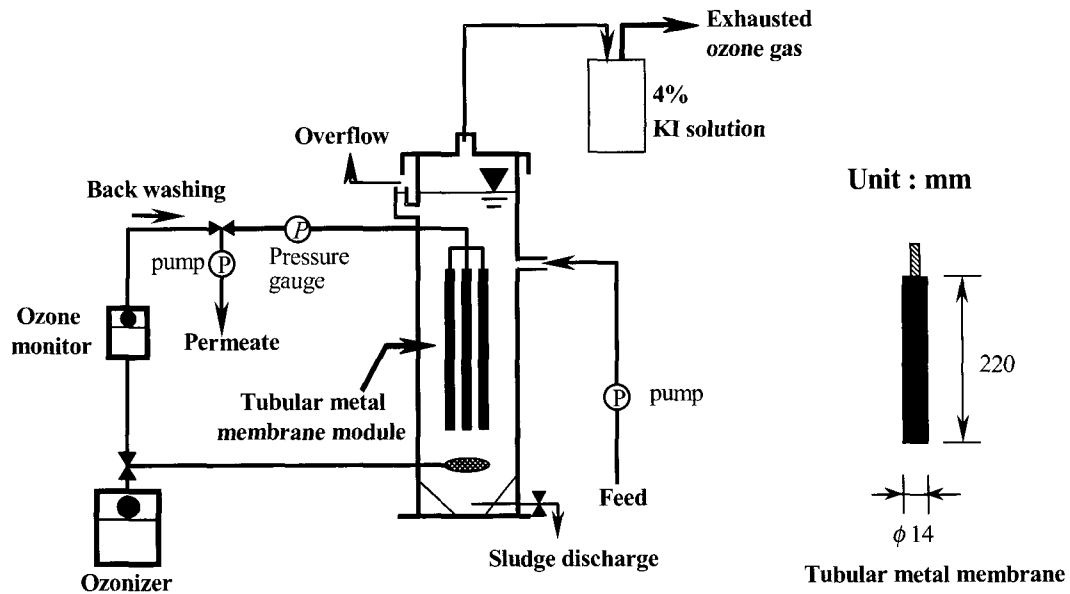 Exhausted
ozone gas
4%
KI solution
Overflow
Back washing
Unit : mm
pump
P
P
Pressure
gauge
Ozone
monitor
Permeate
Tubular metal
membrane module
P
pump
220
Feed
Sludge discharge
ϕ 14
Ozonizer
Tubular metal membrane